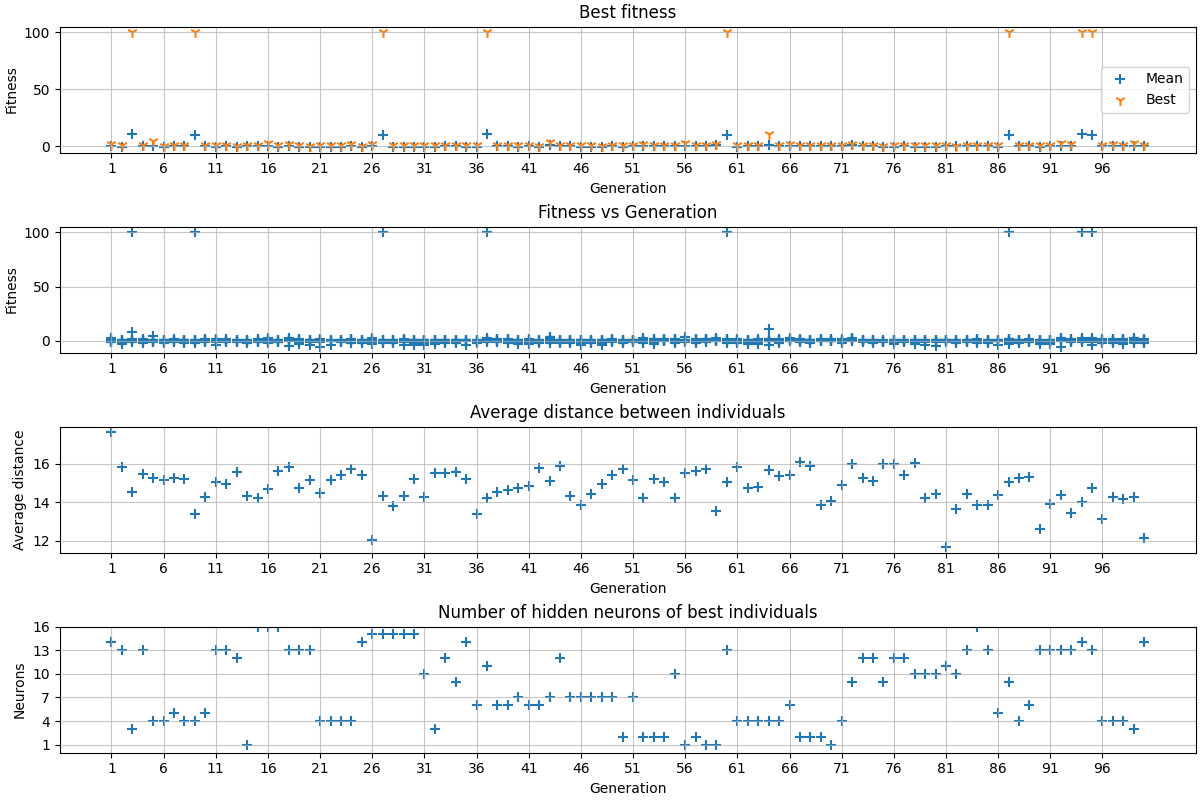 Best fitness
100
50
0
Fitness
Mean
Best
1 6 11 16 21 26 31 36 41 46 51 56 61 66 71 76 81 86 91 96
Generation
Fitness vs Generation
100
50
0
Fitness
1 6 11 16 21 26 31 36 41 46 51 56 61 66 71 76 81 86 91 96
Generation
Average distance between individuals
16
14
12
Average distance
1 6 11 16 21 26 31 36 41 46 51 56 61 66 71 76 81 86 91 96
Generation
Number of hidden neurons of best individuals
16
13
10
7
4
1
Neurons
1 6 11 16 21 26 31 36 41 46 51 56 61 66 71 76 81 86 91 96
Generation